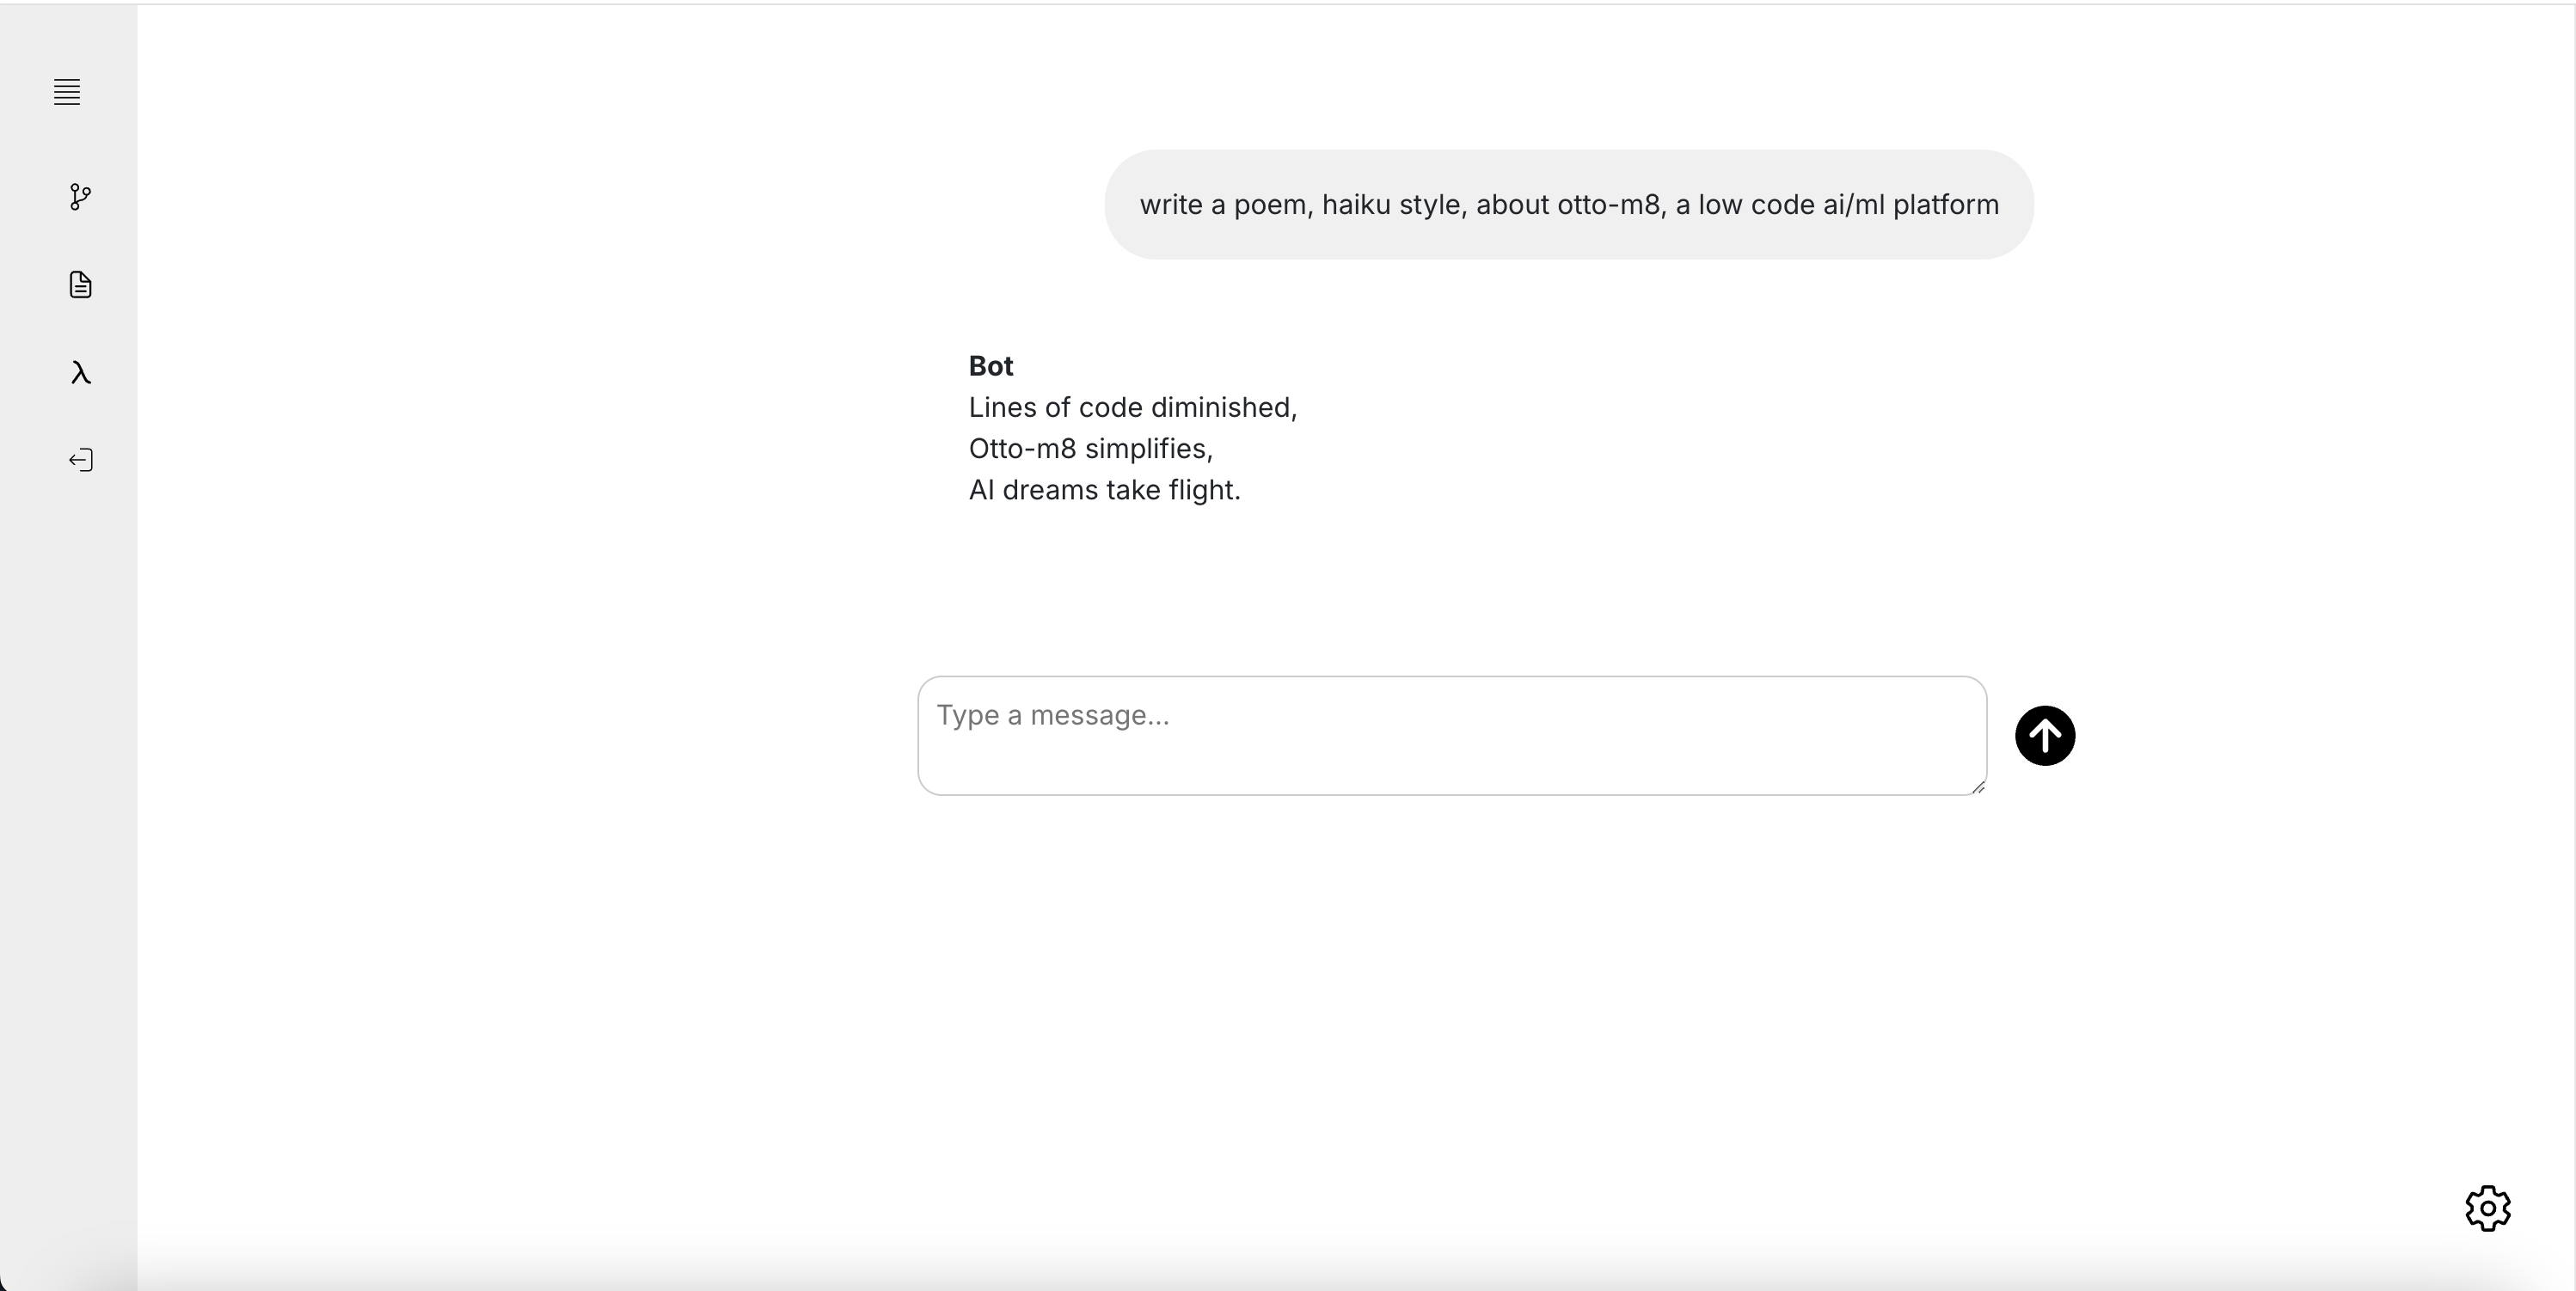 write a poem, haiku style, about otto-m8, a low code ai/ml platform
Bot
Lines of code diminished,
Otto-m8 simplifies,
AI dreams take flight.
Type a message...